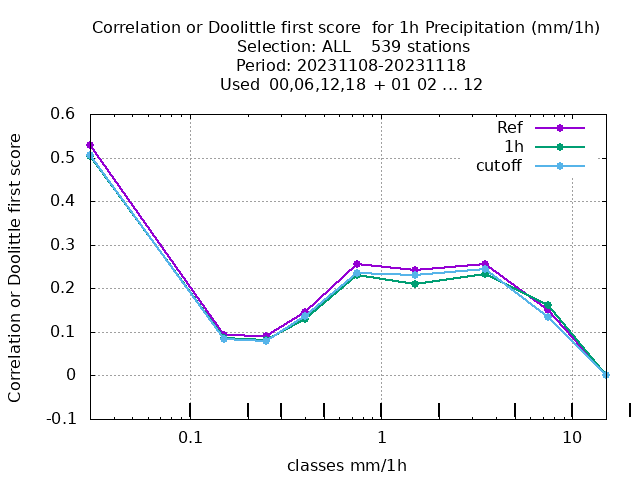 Correlation or Doolittle first score  for 1h Precipitation (mm/1h)
Selection: ALL    539 stations
Period: 20231108-20231118
Used  00,06,12,18  + 01 02 ... 12
Ref
1h
cutoff
Correlation or Doolittle first score
0.6
0.5
0.4
0.3
0.2
0.1
0
-0.1
0.1
1
10
classes mm/1h